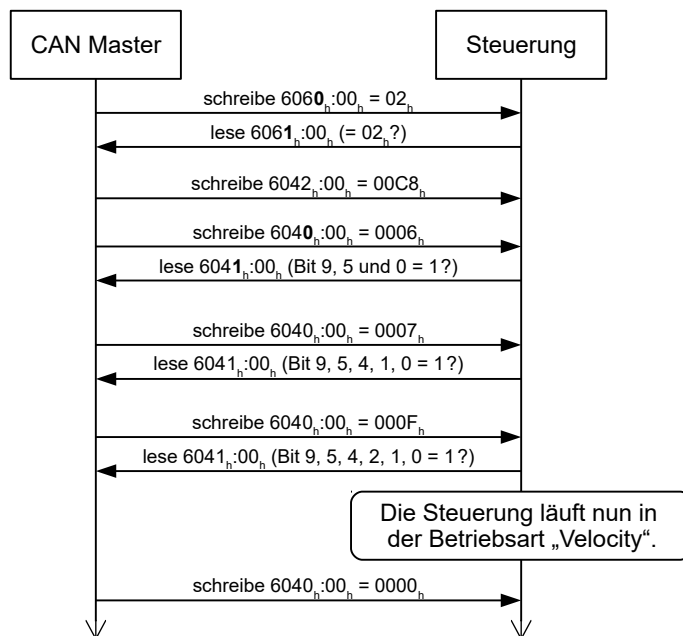 CAN Master
Steuerung
schreibe 6060h:00h = 02h
lese 6061h:00h (= 02h?)
schreibe 6042h:00h = 00C8h
schreibe 6040h:00h = 0006h
lese 6041h:00h (Bit 9, 5 und 0 = 1?)
schreibe 6040h:00h = 0007h
lese 6041h:00h (Bit 9, 5, 4, 1, 0 = 1?)
schreibe 6040h:00h = 000Fh
lese 6041h:00h (Bit 9, 5, 4, 2, 1, 0 = 1?)
Die Steuerung läuft nun in
der Betriebsart „Velocity“.
schreibe 6040h:00h = 0000h